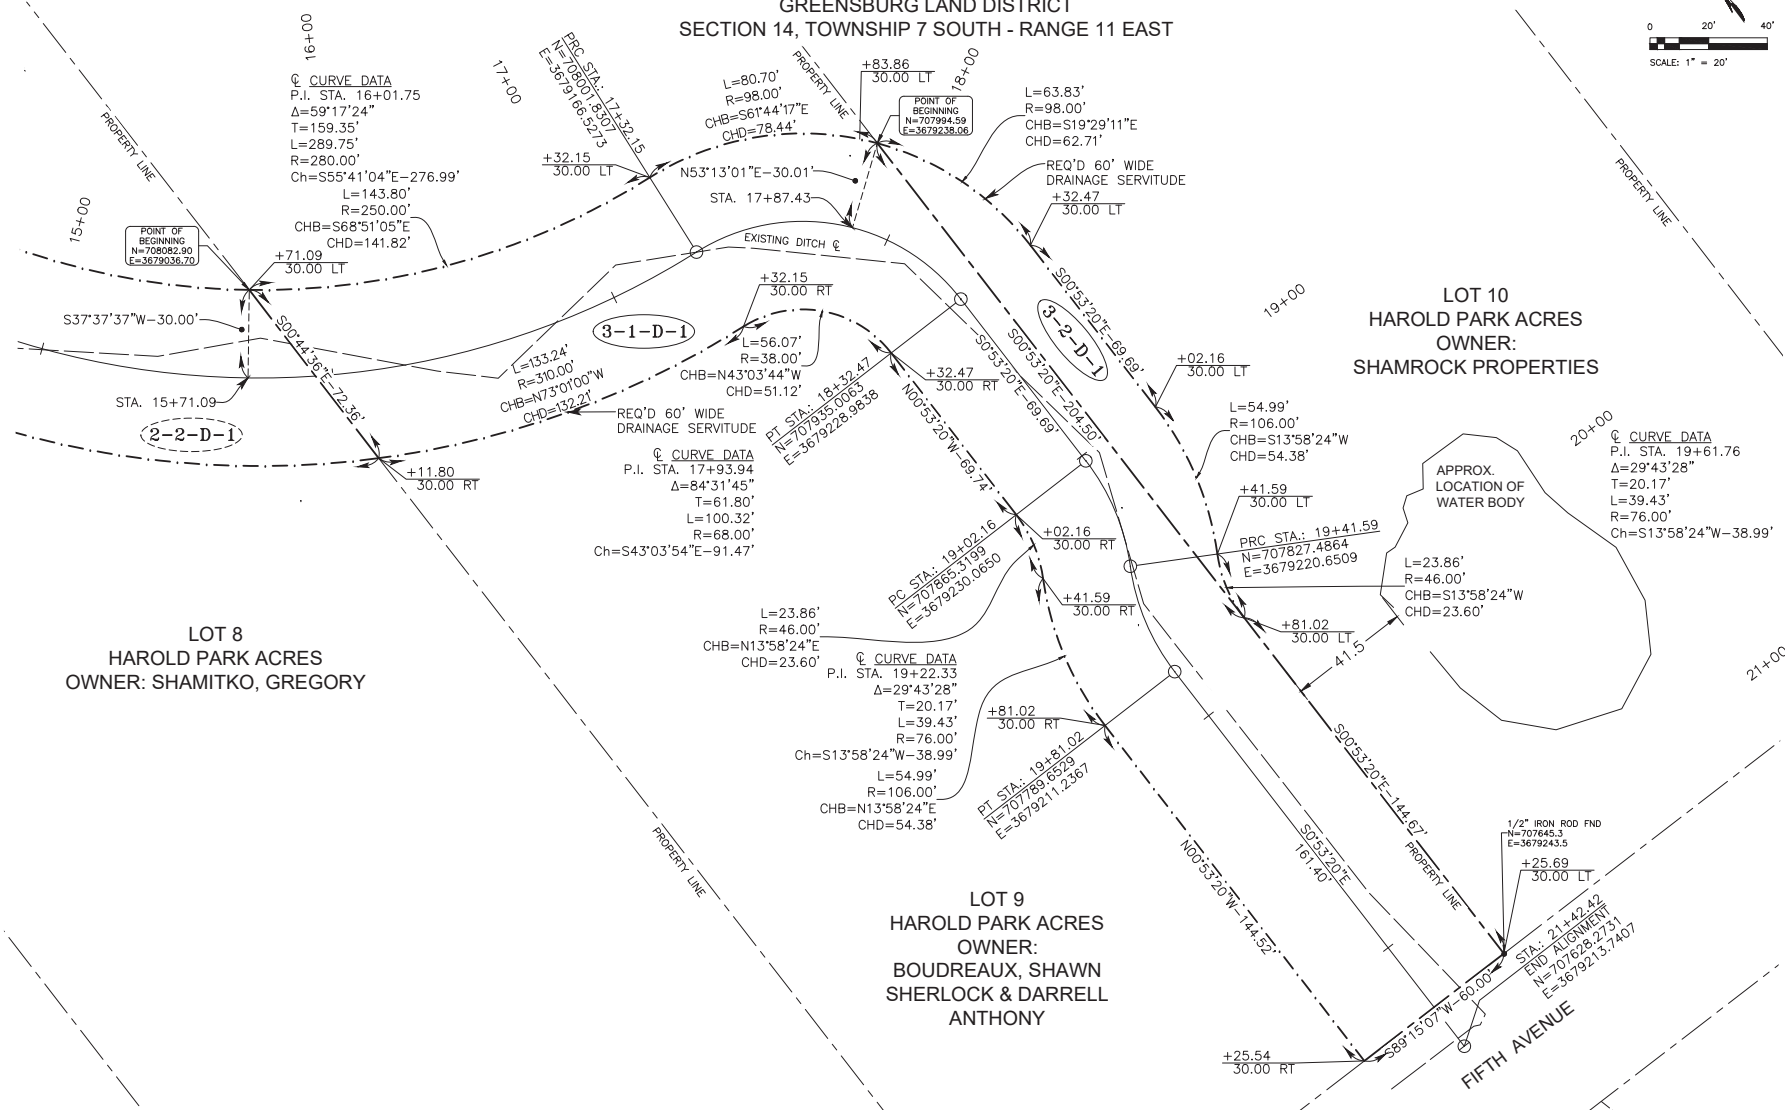 GREENSBURG LAND DISTRICT
SECTION 14, TOWNSHIP 7 SOUTH - RANGE 11 EAST
0 20' 40'
SCALE: 1" = 20'
15+00
16+00
17+00
18+00
19+00
20+00
21+00
PROPERTY LINE
℄ CURVE DATA
P.I. STA. 16+01.75
Δ=59°17'24"
T=159.35'
L=289.75'
R=280.00'
Ch=S55°41'04"E-276.99'
L=143.80'
R=250.00'
CHB=S68°51'05"E
CHD=141.82'
POINT OF
BEGINNING
N=708082.90
E=3679036.70
+71.09
30.00 LT
S37°37'37"W-30.00'
STA. 15+71.09
2-2-D-1
S00°44'36"E-72.36'
+11.80
30.00 RT
PRC STA.: 17+32.15
N=708001.8307
E=3679166.5273
+32.15
30.00 LT
L=80.70'
R=98.00'
CHB=S61°44'17"E
CHD=78.44'
PROPERTY LINE
+83.86
30.00 LT
POINT OF
BEGINNING
N=707994.59
E=3679238.06
N53°13'01"E-30.01'
STA. 17+87.43
EXISTING DITCH ℄
L=63.83'
R=98.00'
CHB=S19°29'11"E
CHD=62.71'
REQ'D 60' WIDE
DRAINAGE SERVITUDE
+32.47
30.00 LT
PROPERTY LINE
3-1-D-1
+32.15
30.00 RT
L=56.07'
R=38.00'
CHB=N43°03'44"W
CHD=51.12'
L=133.24'
R=310.00'
CHB=N73°01'00"W
CHD=132.21'
REQ'D 60' WIDE
DRAINAGE SERVITUDE
℄ CURVE DATA
P.I. STA. 17+93.94
Δ=84°31'45"
T=61.80'
L=100.32'
R=68.00'
Ch=S43°03'54"E-91.47'
PT STA.: 18+32.47
N=707935.0063
E=3679228.9838
+32.47
30.00 RT
N00°53'20"W-69.74'
S0°53'20"E-69.69'
S00°53'20"E-204.50'
3-2-D-1
S00°53'20"E-69.69'
+02.16
30.00 LT
LOT 10
HAROLD PARK ACRES
OWNER:
SHAMROCK PROPERTIES
L=54.99'
R=106.00'
CHB=S13°58'24"W
CHD=54.38'
+41.59
30.00 LT
PRC STA.: 19+41.59
N=707827.4864
E=3679220.6509
APPROX.
LOCATION OF
WATER BODY
℄ CURVE DATA
P.I. STA. 19+61.76
Δ=29°43'28"
T=20.17'
L=39.43'
R=76.00'
Ch=S13°58'24"W-38.99'
L=23.86'
R=46.00'
CHB=S13°58'24"W
CHD=23.60'
+81.02
30.00 LT
41.5
PC STA.: 19+02.16
N=707865.3199
E=3679230.0650
+02.16
30.00 RT
+41.59
30.00 RT
L=23.86'
R=46.00'
CHB=N13°58'24"E
CHD=23.60'
℄ CURVE DATA
P.I. STA. 19+22.33
Δ=29°43'28"
T=20.17'
L=39.43'
R=76.00'
Ch=S13°58'24"W-38.99'
L=54.99'
R=106.00'
CHB=N13°58'24"E
CHD=54.38'
+81.02
30.00 RT
PT STA.: 19+81.02
N=707789.6529
E=3679211.2367
LOT 8
HAROLD PARK ACRES
OWNER: SHAMITKO, GREGORY
PROPERTY LINE
LOT 9
HAROLD PARK ACRES
OWNER:
BOUDREAUX, SHAWN
SHERLOCK & DARRELL
ANTHONY
N00°53'20"W-144.52'
S0°53'20"E
161.40'
S00°53'20"E-144.67'
PROPERTY LINE
1/2" IRON ROD FND
N=707645.3
E=3679243.5
+25.69
30.00 LT
STA.: 21+42.42
END ALIGNMENT
N=707628.2731
E=3679213.7407
S89°15'07"W-60.00'
+25.54
30.00 RT
FIFTH AVENUE